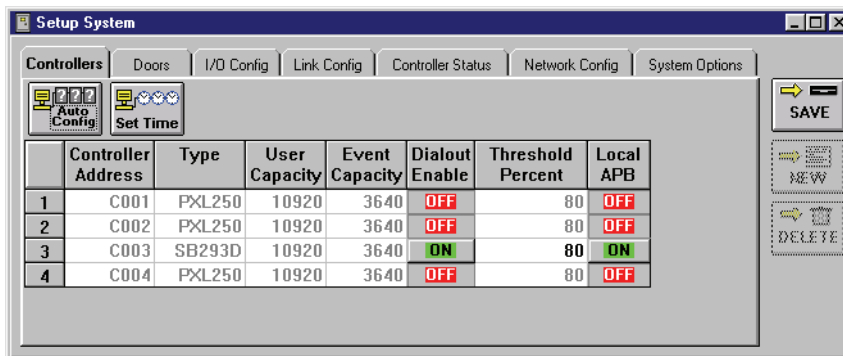 Setup System
Controllers Doors I/O Config Link Config Controller Status Network Config System Options
??? Auto Config Set Time
SAVE
NEW
DELETE
Controller Address Type User Capacity Event Capacity Dialout Enable Threshold Percent Local APB
1 C001 PXL250 10920 3640 OFF 80 OFF
2 C002 PXL250 10920 3640 OFF 80 OFF
3 C003 SB293D 10920 3640 ON 80 ON
4 C004 PXL250 10920 3640 OFF 80 OFF